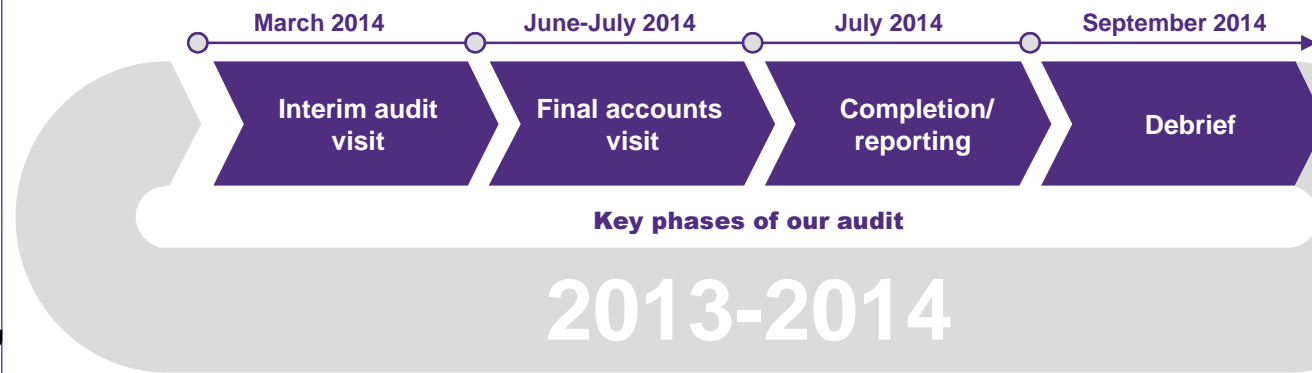 March 2014 June-July 2014 July 2014 September 2014
Interim audit
visit
Final accounts
visit
Completion/
reporting
Debrief
Key phases of our audit
2013-2014